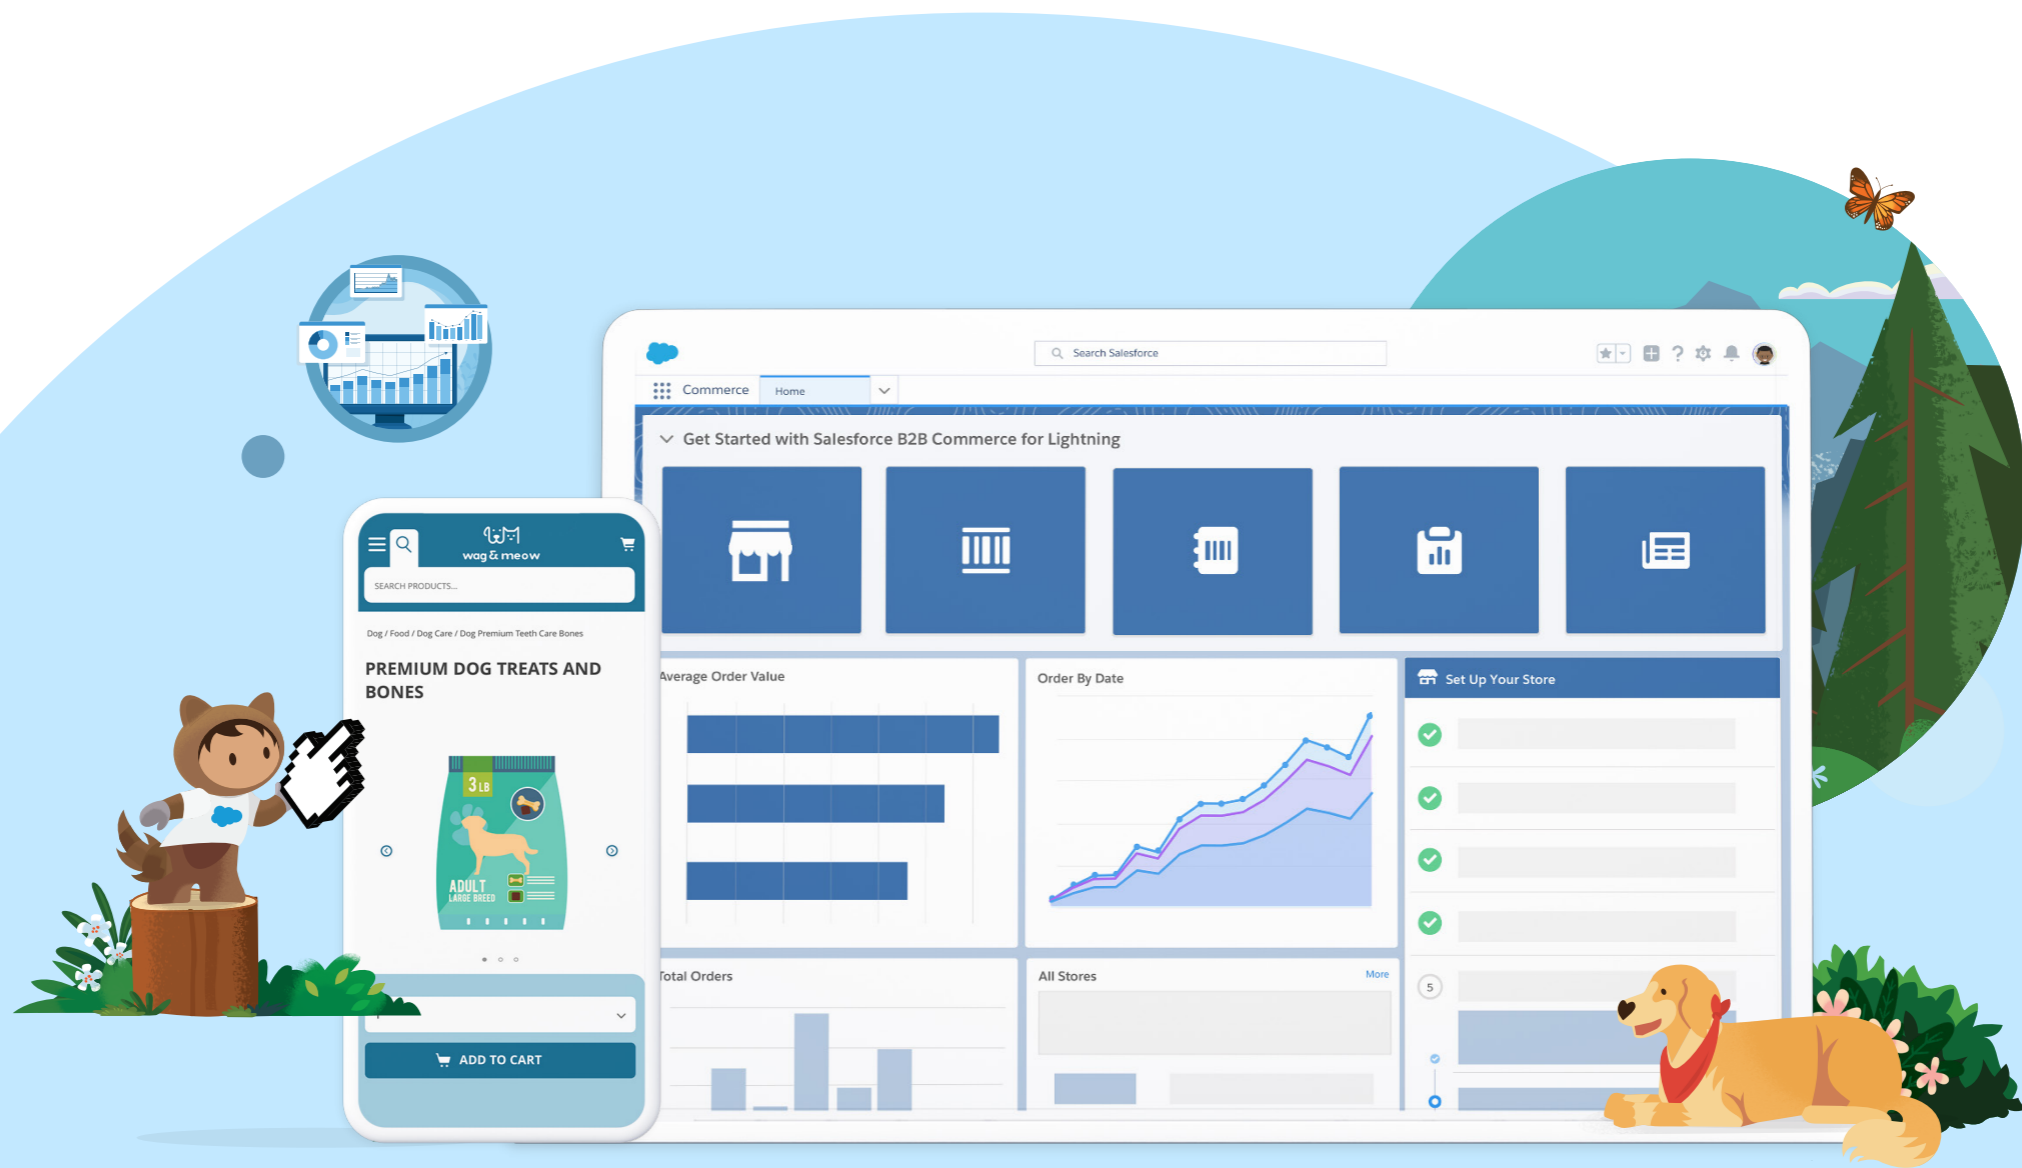 Search Salesforce
Commerce
Home
Get Started with Salesforce B2B Commerce for Lightning
wag & meow
SEARCH PRODUCTS...
Dog / Food / Dog Care / Dog Premium Teeth Care Bones
PREMIUM DOG TREATS AND
BONES
3 LB
ADULT
LARGE BREED
ADD TO CART
Average Order Value
Order By Date
Set Up Your Store
Total Orders
All Stores
More
5